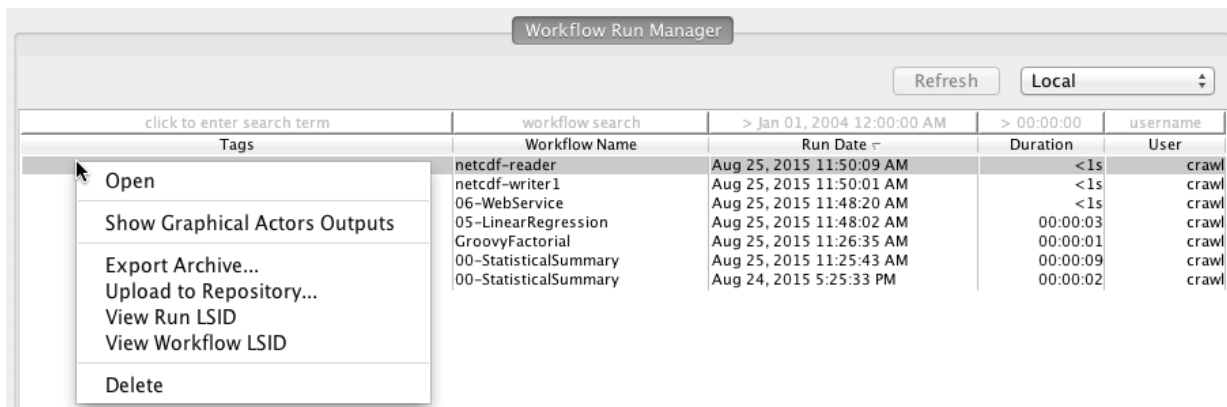 Workflow Run Manager
Refresh Local
click to enter search term workflow search > Jan 01, 2004 12:00:00 AM > 00:00:00 username
Tags Workflow Name Run Date Duration User
netcdf-reader Aug 25, 2015 11:50:09 AM <1s crawl
netcdf-writer1 Aug 25, 2015 11:50:01 AM <1s crawl
06-WebService Aug 25, 2015 11:48:20 AM <1s crawl
05-LinearRegression Aug 25, 2015 11:48:02 AM 00:00:03 crawl
GroovyFactorial Aug 25, 2015 11:26:35 AM 00:00:01 crawl
00-StatisticalSummary Aug 25, 2015 11:25:43 AM 00:00:09 crawl
00-StatisticalSummary Aug 24, 2015 5:25:33 PM 00:00:02 crawl
Open
Show Graphical Actors Outputs
Export Archive...
Upload to Repository...
View Run LSID
View Workflow LSID
Delete